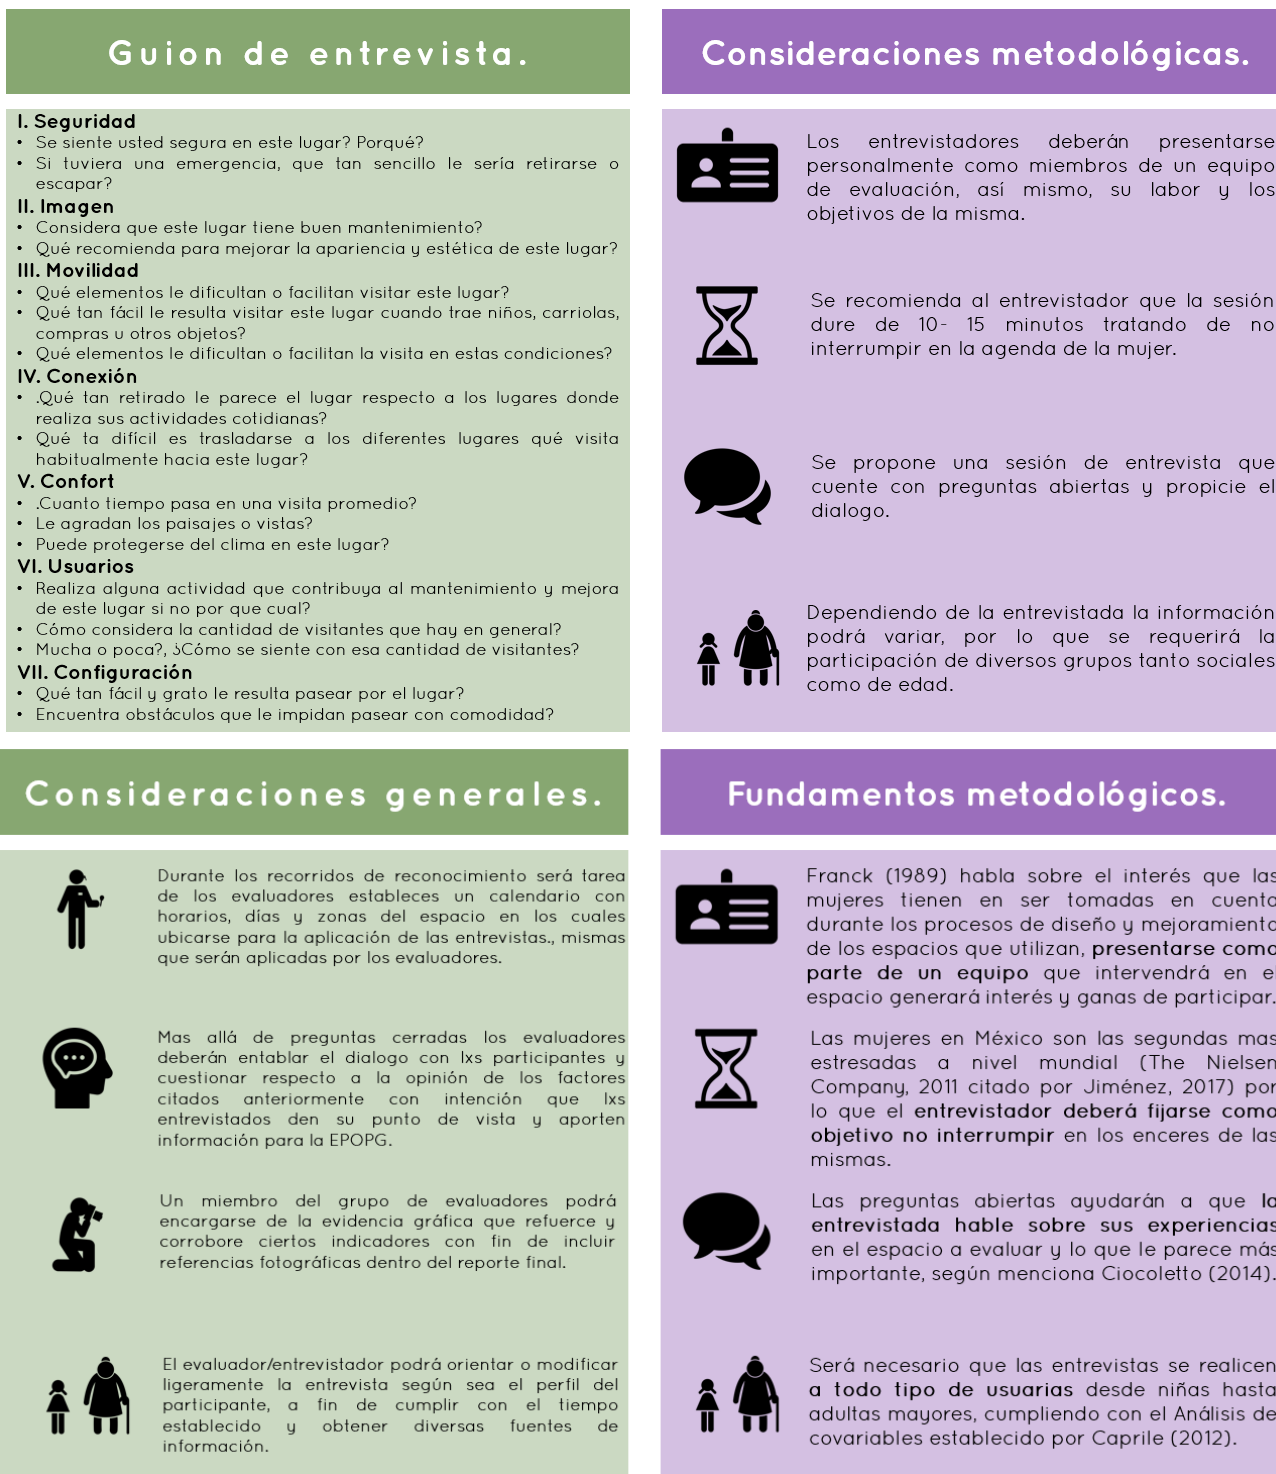 Guion de entrevista.
I. Seguridad
• Se siente usted segura en este lugar? Porqué?
• Si tuviera una emergencia, que tan sencillo le sería retirarse o
escapar?
II. Imagen
• Considera que este lugar tiene buen mantenimiento?
• Qué recomienda para mejorar la apariencia y estética de este lugar?
III. Movilidad
• Qué elementos le dificultan o facilitan visitar este lugar?
• Qué tan fácil le resulta visitar este lugar cuando trae niños, carriolas,
compras u otros objetos?
• Qué elementos le dificultan o facilitan la visita en estas condiciones?
IV. Conexión
• .Qué tan retirado le parece el lugar respecto a los lugares donde
realiza sus actividades cotidianas?
• Qué ta difícil es trasladarse a los diferentes lugares qué visita
habitualmente hacia este lugar?
V. Confort
• .Cuanto tiempo pasa en una visita promedio?
• Le agradan los paisajes o vistas?
• Puede protegerse del clima en este lugar?
VI. Usuarios
• Realiza alguna actividad que contribuya al mantenimiento y mejora
de este lugar si no por que cual?
• Cómo considera la cantidad de visitantes que hay en general?
• Mucha o poca?, ¿Cómo se siente con esa cantidad de visitantes?
VII. Configuración
• Qué tan fácil y grato le resulta pasear por el lugar?
• Encuentra obstáculos que le impidan pasear con comodidad?
Consideraciones metodológicas.
Los entrevistadores deberán presentarse
personalmente como miembros de un equipo
de evaluación, así mismo, su labor y los
objetivos de la misma.
Se recomienda al entrevistador que la sesión
dure de 10- 15 minutos tratando de no
interrumpir en la agenda de la mujer.
Se propone una sesión de entrevista que
cuente con preguntas abiertas y propicie el
dialogo.
Dependiendo de la entrevistada la información
podrá variar, por lo que se requerirá la
participación de diversos grupos tanto sociales
como de edad.
Consideraciones generales.
Durante los recorridos de reconocimiento será tarea
de los evaluadores estableces un calendario con
horarios, días y zonas del espacio en los cuales
ubicarse para la aplicación de las entrevistas., mismas
que serán aplicadas por los evaluadores.
Mas allá de preguntas cerradas los evaluadores
deberán entablar el dialogo con lxs participantes y
cuestionar respecto a la opinión de los factores
citados anteriormente con intención que lxs
entrevistados den su punto de vista y aporten
información para la EPOPG.
Un miembro del grupo de evaluadores podrá
encargarse de la evidencia gráfica que refuerce y
corrobore ciertos indicadores con fin de incluir
referencias fotográficas dentro del reporte final.
El evaluador/entrevistador podrá orientar o modificar
ligeramente la entrevista según sea el perfil del
participante, a fin de cumplir con el tiempo
establecido y obtener diversas fuentes de
información.
Fundamentos metodológicos.
Franck (1989) habla sobre el interés que las
mujeres tienen en ser tomadas en cuenta
durante los procesos de diseño y mejoramiento
de los espacios que utilizan, presentarse como
parte de un equipo que intervendrá en el
espacio generará interés y ganas de participar.
Las mujeres en México son las segundas mas
estresadas a nivel mundial (The Nielsen
Company, 2011 citado por Jiménez, 2017) por
lo que el entrevistador deberá fijarse como
objetivo no interrumpir en los enceres de las
mismas.
Las preguntas abiertas ayudarán a que la
entrevistada hable sobre sus experiencias
en el espacio a evaluar y lo que le parece más
importante, según menciona Ciocoletto (2014).
Será necesario que las entrevistas se realicen
a todo tipo de usuarias desde niñas hasta
adultas mayores, cumpliendo con el Análisis de
covariables establecido por Caprile (2012).